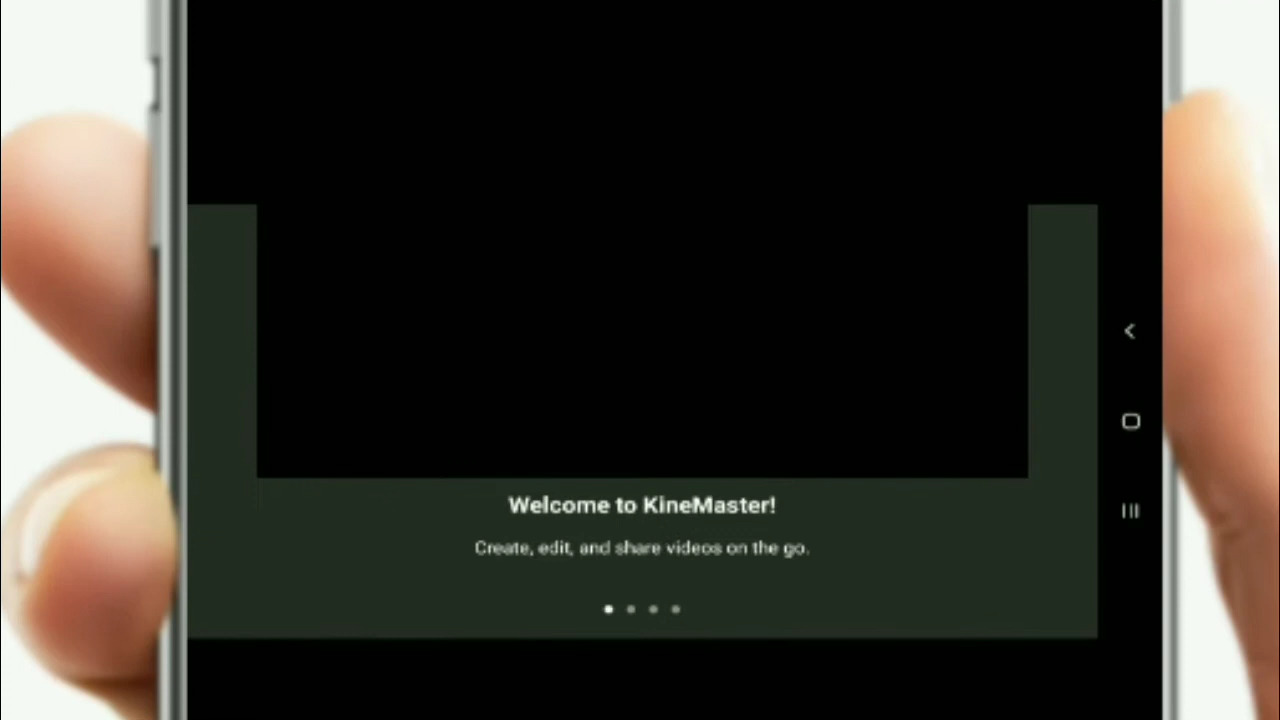 Welcome to KineMaster!
Create, edit, and share videos on the go.